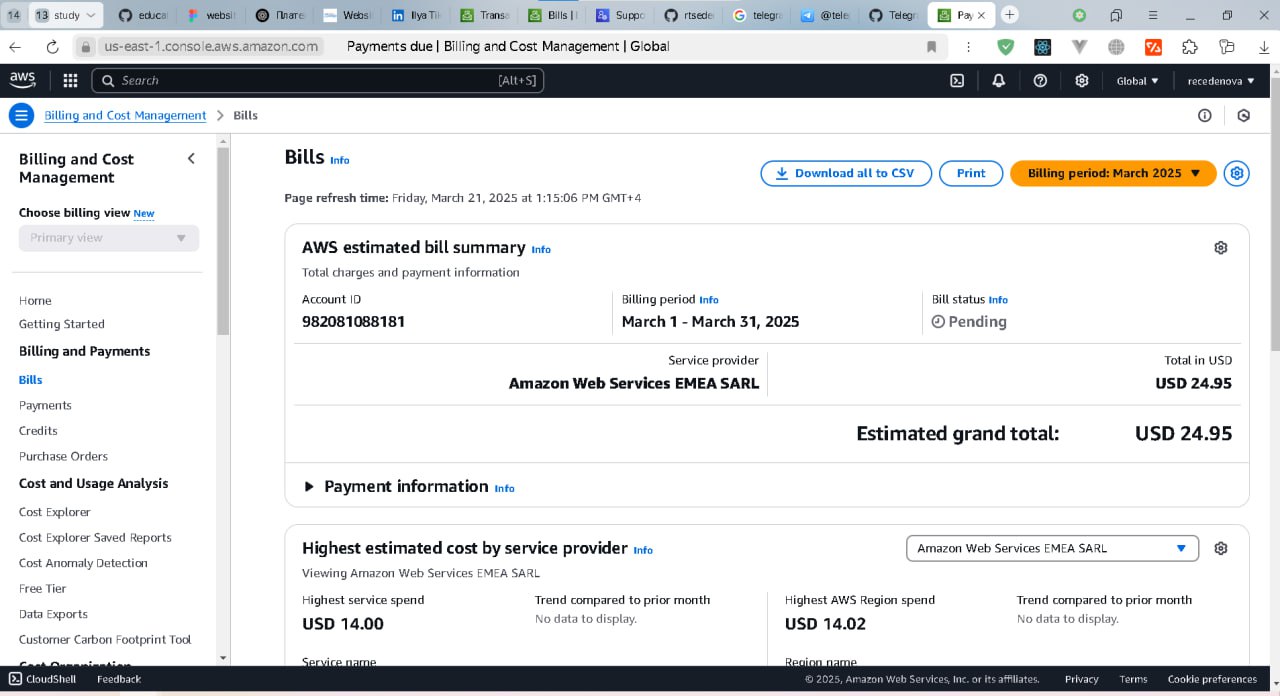 14 13 study educa websit Плате Websi Ilya Tik Transa Bills | I Suppo rtsede telegra @tele Telegr Pay
us-east-1.console.aws.amazon.com Payments due | Billing and Cost Management | Global
aws Search [Alt+S] Global recedenova
Billing and Cost Management > Bills
Billing and Cost
Management
Choose billing view New
Primary view
Home
Getting Started
Billing and Payments
Bills
Payments
Credits
Purchase Orders
Cost and Usage Analysis
Cost Explorer
Cost Explorer Saved Reports
Cost Anomaly Detection
Free Tier
Data Exports
Customer Carbon Footprint Tool
Cost Organization
Bills Info
Download all to CSV Print Billing period: March 2025
Page refresh time: Friday, March 21, 2025 at 1:15:06 PM GMT+4
AWS estimated bill summary Info
Total charges and payment information
Account ID Billing period Info Bill status Info
982081088181 March 1 - March 31, 2025 Pending
Service provider Total in USD
Amazon Web Services EMEA SARL USD 24.95
Estimated grand total: USD 24.95
Payment information Info
Highest estimated cost by service provider Info Amazon Web Services EMEA SARL
Viewing Amazon Web Services EMEA SARL
Highest service spend Trend compared to prior month Highest AWS Region spend Trend compared to prior month
USD 14.00 No data to display. USD 14.02 No data to display.
Service name Region name
CloudShell Feedback © 2025, Amazon Web Services, Inc. or its affiliates. Privacy Terms Cookie preferences